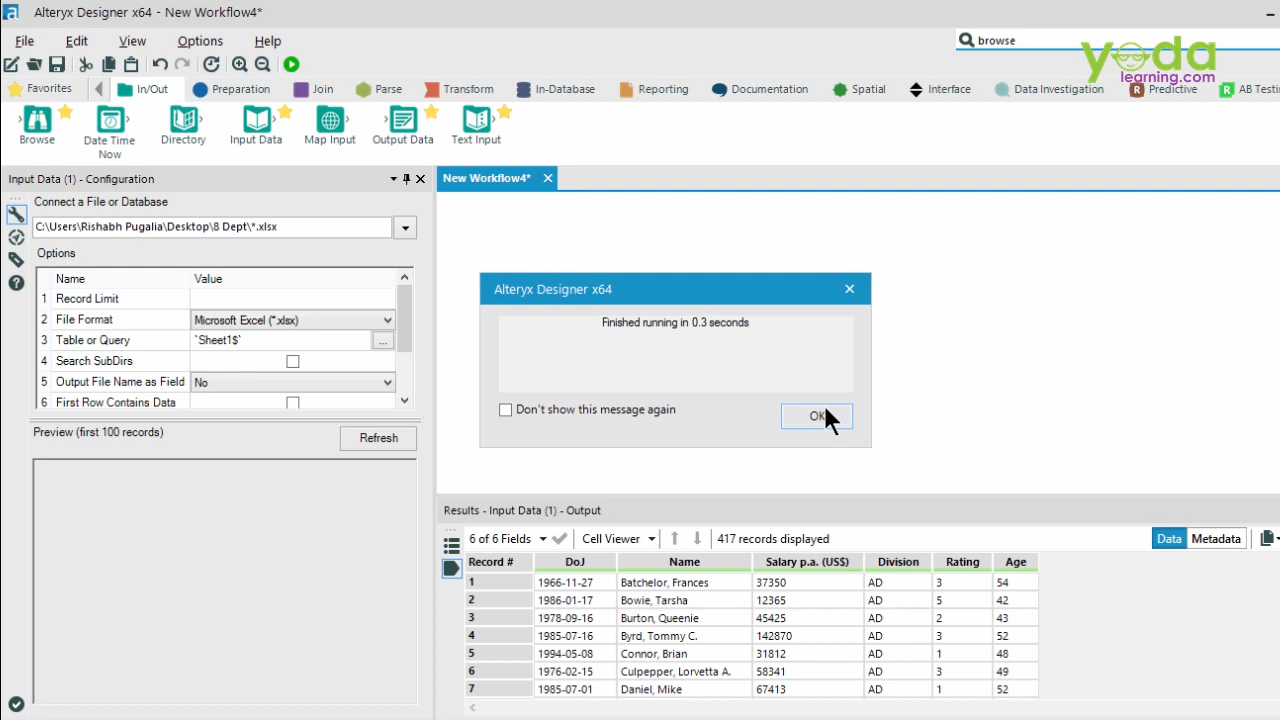 Alteryx Designer x64 - New Workflow4*
File Edit View Options Help
browse
yoda
learning.com
Favorites In/Out Preparation Join Parse Transform In-Database Reporting Documentation Spatial Interface Data Investigation Predictive AB Testi
Browse Date Time Now Directory Input Data Map Input Output Data Text Input
Input Data (1) - Configuration
New Workflow4*
Connect a File or Database
C:\Users\Rishabh Pugalia\Desktop\8 Dept\*.xlsx
Options
Name Value
1 Record Limit
2 File Format Microsoft Excel (*.xlsx)
3 Table or Query `Sheet1$` ...
4 Search SubDirs
5 Output File Name as Field No
6 First Row Contains Data
Preview (first 100 records) Refresh
Alteryx Designer x64
Finished running in 0.3 seconds
Don't show this message again OK
Results - Input Data (1) - Output
6 of 6 Fields Cell Viewer 417 records displayed Data Metadata
Record # DoJ Name Salary p.a. (US$) Division Rating Age
1 1966-11-27 Batchelor, Frances 37350 AD 3 54
2 1986-01-17 Bowie, Tarsha 12365 AD 5 42
3 1978-09-16 Burton, Queenie 45425 AD 2 43
4 1985-07-16 Byrd, Tommy C. 142870 AD 3 52
5 1994-05-08 Connor, Brian 31812 AD 1 48
6 1976-02-15 Culpepper, Lorvetta A. 58341 AD 3 49
7 1985-07-01 Daniel, Mike 67413 AD 1 52